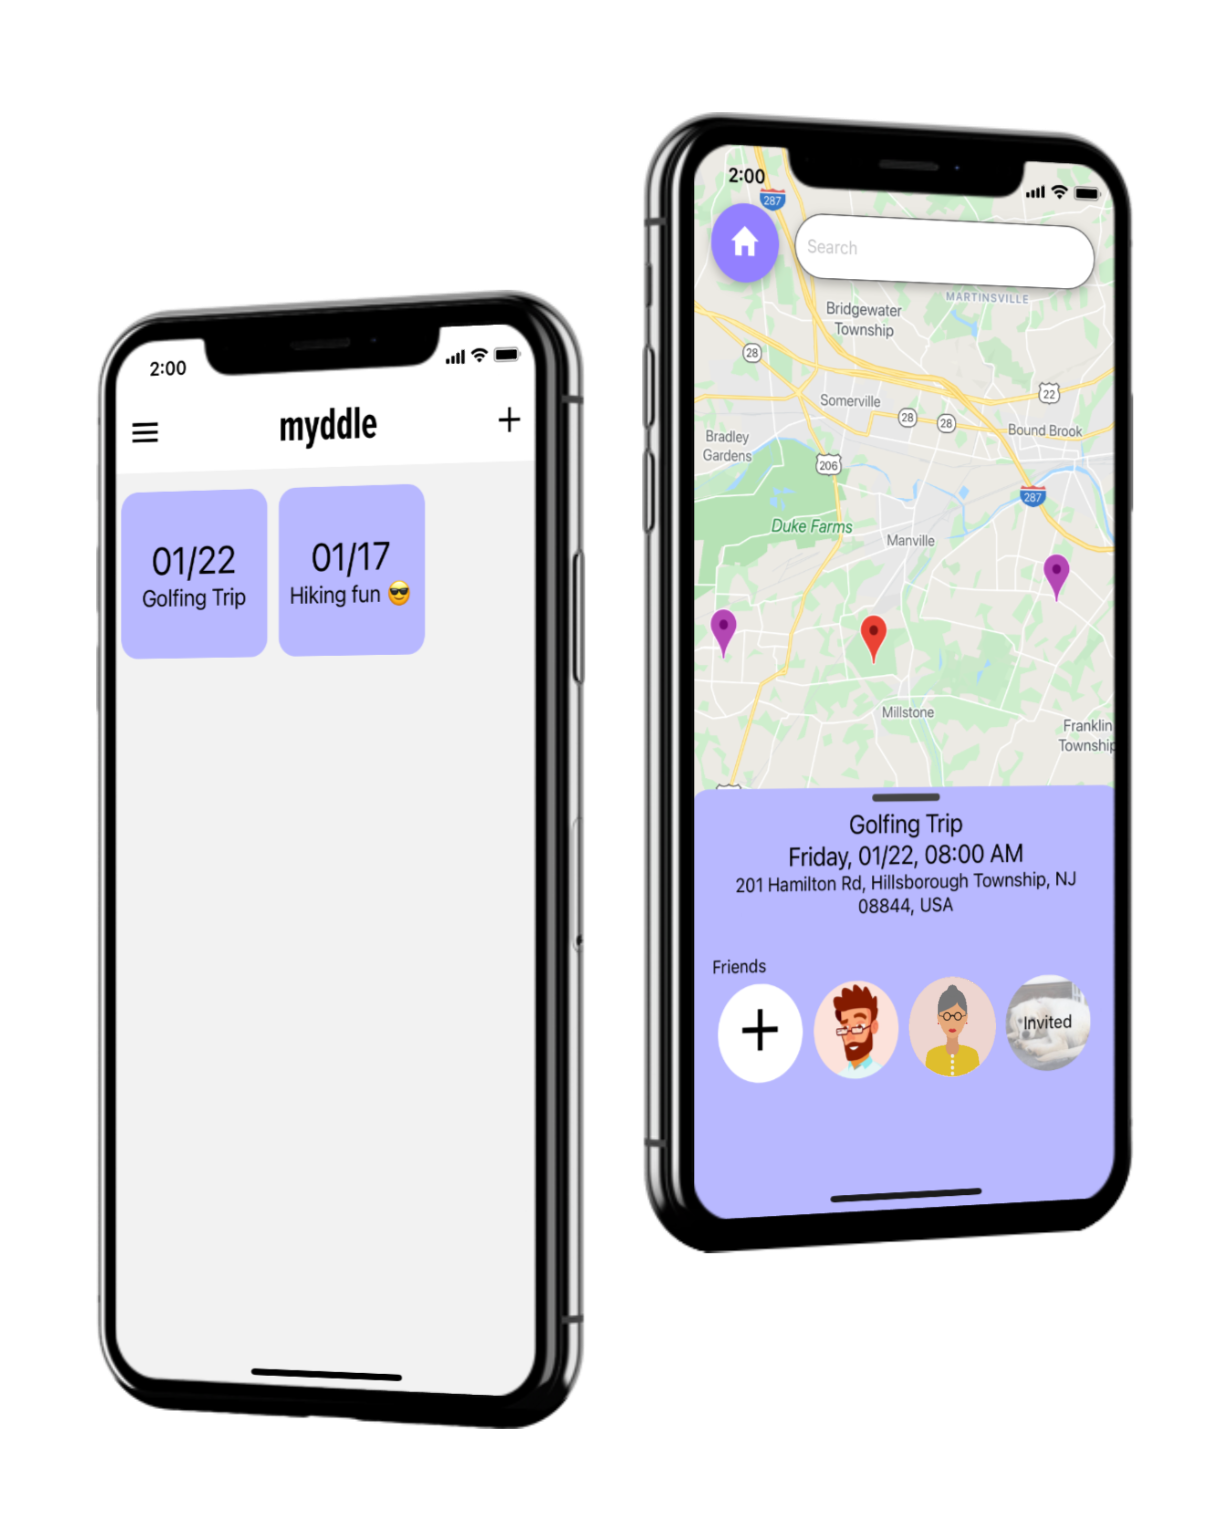 2:00
myddle
+
01/22
Golfing Trip
01/17
Hiking fun 😎
2:00
287
Search
MARTINSVILLE
Bridgewater
Township
28
22
Somerville
28
28
Bound Brook
Bradley
Gardens
206
287
Duke Farms
Manville
Millstone
Franklin
Township
Golfing Trip
Friday, 01/22, 08:00 AM
201 Hamilton Rd, Hillsborough Township, NJ
08844, USA
Friends
+
Invited